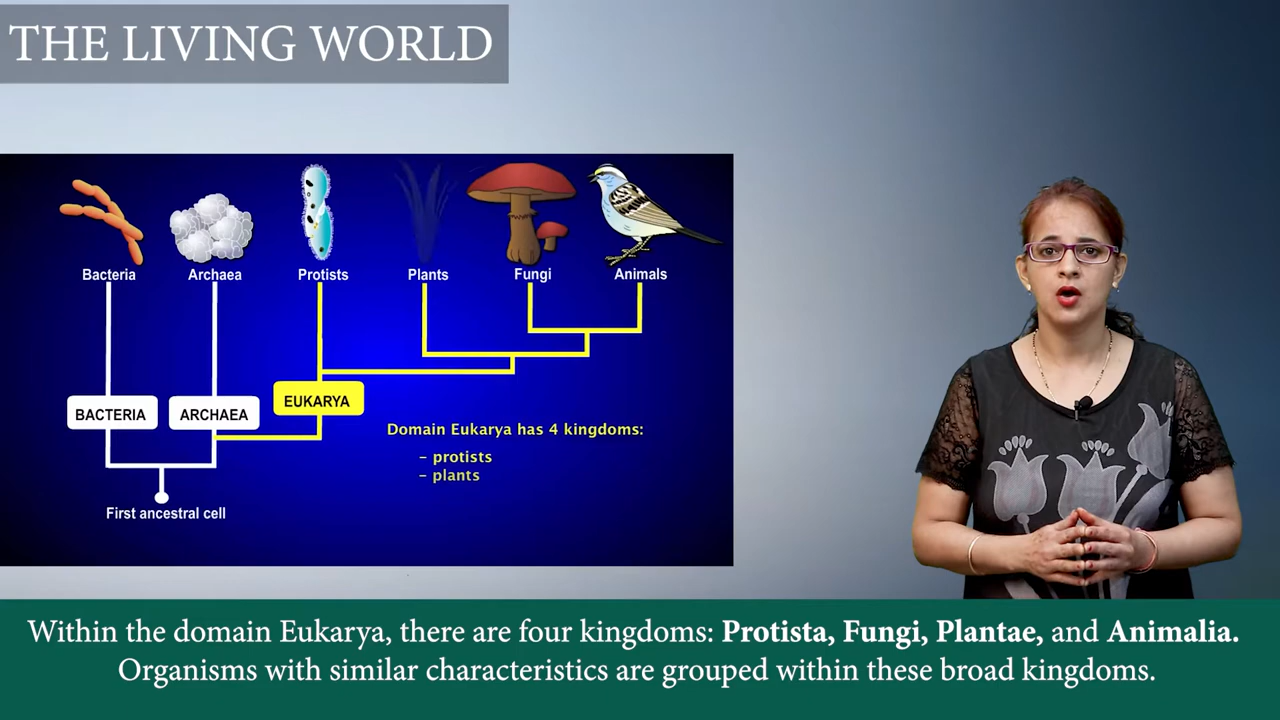 THE LIVING WORLD
Bacteria
Archaea
Protists
Plants
Fungi
Animals
BACTERIA
ARCHAEA
EUKARYA
Domain Eukarya has 4 kingdoms:
– protists
– plants
First ancestral cell
Within the domain Eukarya, there are four kingdoms: Protista, Fungi, Plantae, and Animalia.
Organisms with similar characteristics are grouped within these broad kingdoms.